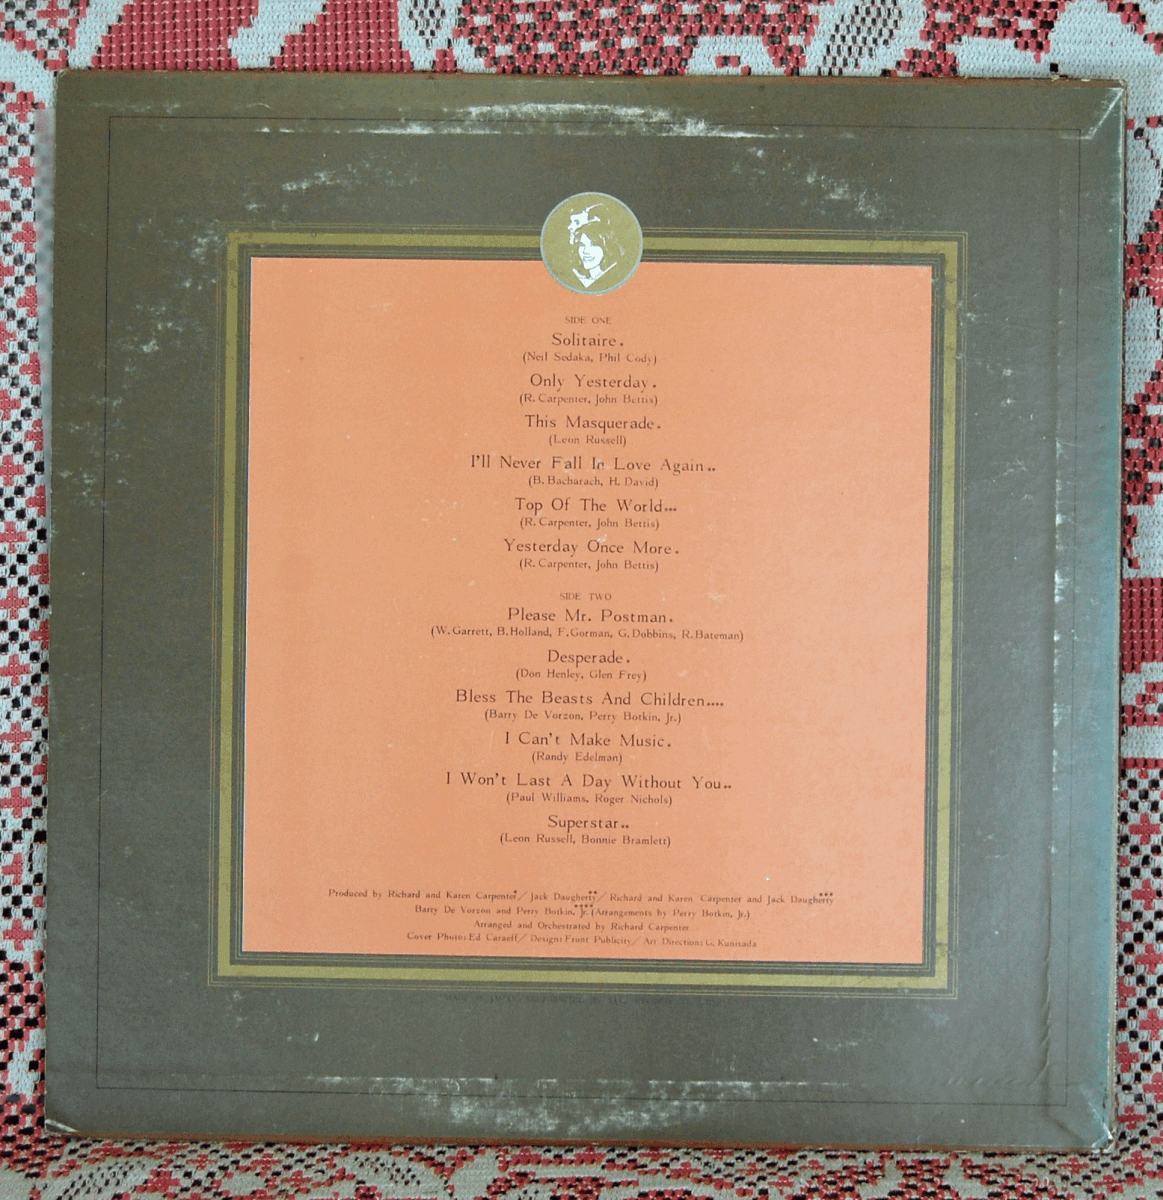 SIDE ONE
Solitaire.
(Neil Sedaka, Phil Cody)
Only Yesterday.
(R. Carpenter, John Bettis)
This Masquerade.
(Leon Russell)
I'll Never Fall In Love Again..
(B. Bacharach, H. David)
Top Of The World...
(R. Carpenter, John Bettis)
Yesterday Once More.
(R. Carpenter, John Bettis)
SIDE TWO
Please Mr. Postman.
(W. Garrett, B. Holland, F. Gorman, G. Dobbins, R. Bateman)
Desperade.
(Don Henley, Glen Frey)
Bless The Beasts And Children....
(Barry De Vorzon, Perry Botkin, Jr.)
I Can't Make Music.
(Randy Edelman)
I Won't Last A Day Without You..
(Paul Williams, Roger Nichols)
Superstar..
(Leon Russell, Bonnie Bramlett)
Produced by Richard and Karen Carpenter*/ Jack Daugherty**/ Richard and Karen Carpenter and Jack Daugherty***
Barry De Vorzon and Perry Botkin, Jr.****(Arrangements by Perry Botkin, Jr.)
Arranged and Orchestrated by Richard Carpenter
Cover Photo: Ed Caraeff/ Design: Front Publicity/ Art Direction: G. Kunisada